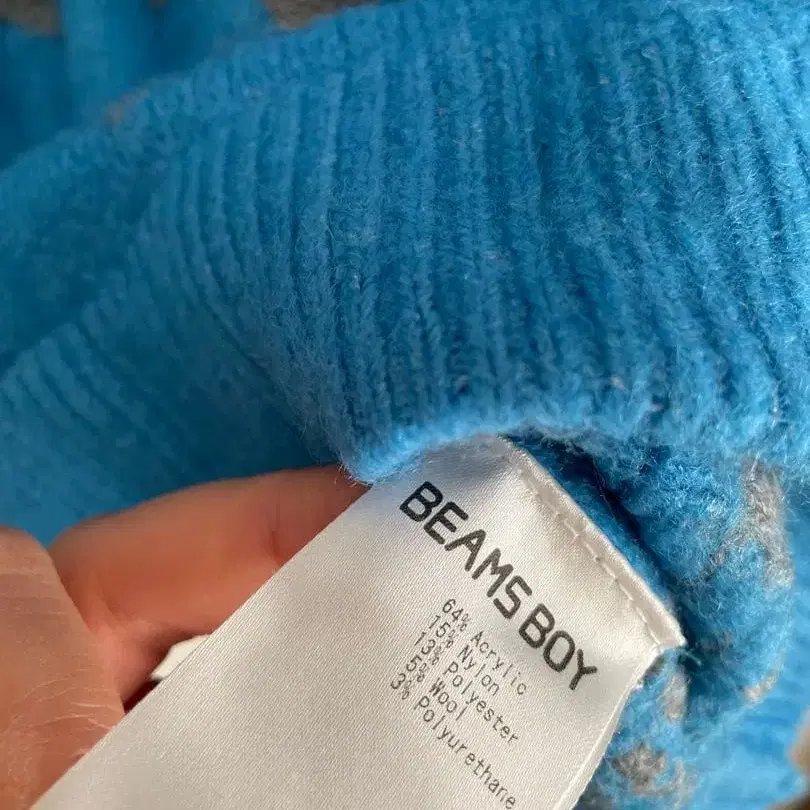 BEAMS BOY
64% Acrylic
15% Nylon
13% Polyester
5% Wool
3% Polyurethane